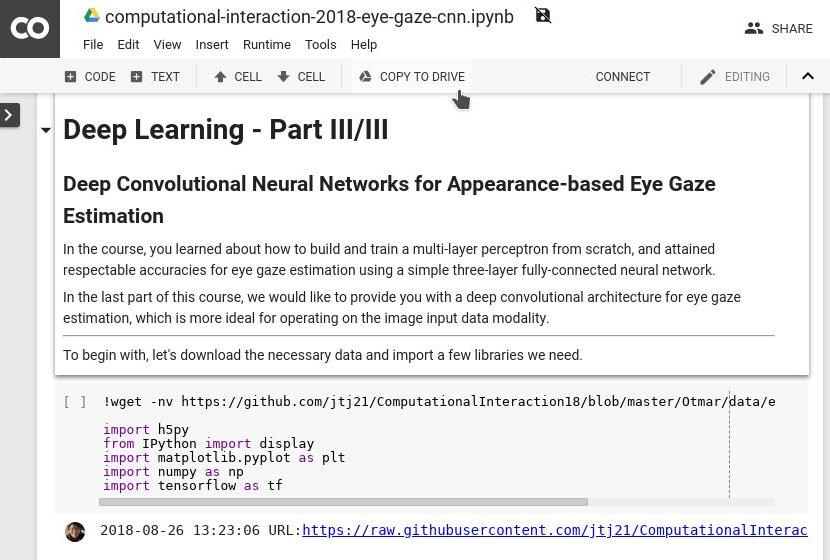 CO
computational-interaction-2018-eye-gaze-cnn.ipynb
SHARE
File Edit View Insert Runtime Tools Help
CODE TEXT CELL CELL COPY TO DRIVE CONNECT EDITING
Deep Learning - Part III/III
Deep Convolutional Neural Networks for Appearance-based Eye Gaze
Estimation
In the course, you learned about how to build and train a multi-layer perceptron from scratch, and attained
respectable accuracies for eye gaze estimation using a simple three-layer fully-connected neural network.
In the last part of this course, we would like to provide you with a deep convolutional architecture for eye gaze
estimation, which is more ideal for operating on the image input data modality.
To begin with, let's download the necessary data and import a few libraries we need.
[ ] !wget -nv https://github.com/jtj21/ComputationalInteraction18/blob/master/Otmar/data/e
import h5py
from IPython import display
import matplotlib.pyplot as plt
import numpy as np
import tensorflow as tf
2018-08-26 13:23:06 URL:https://raw.githubusercontent.com/jtj21/ComputationalInterac